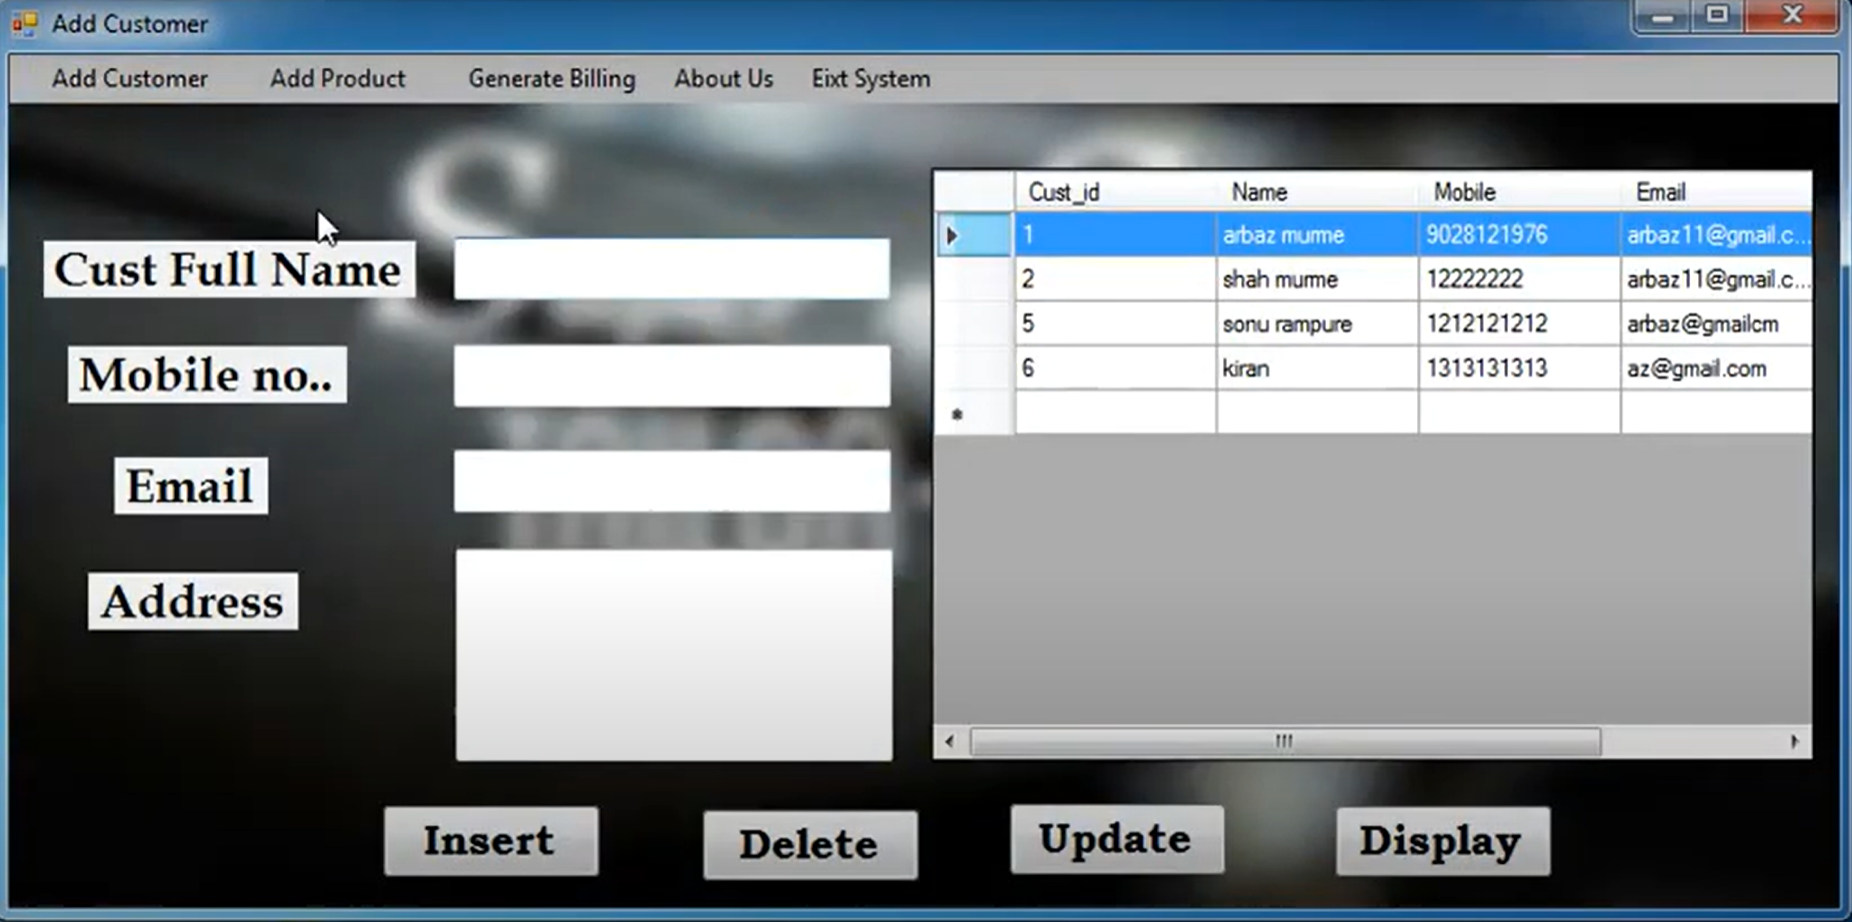 Add Customer
Add Customer Add Product Generate Billing About Us Eixt System
Cust Full Name
Mobile no..
Email
Address
Cust_id Name Mobile Email
1 arbaz murme 9028121976 arbaz11@gmail.c...
2 shah murme 12222222 arbaz11@gmail.c...
5 sonu rampure 1212121212 arbaz@gmailcm
6 kiran 1313131313 az@gmail.com
Insert Delete Update Display